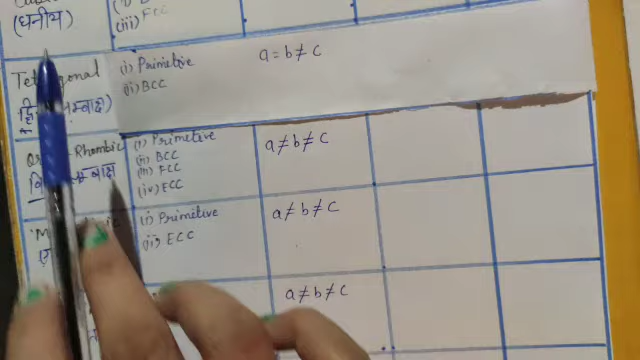 (घनीय)
(iii) FCC
Tetragonal (i) Primitive a = b ≠ c
(ii) BCC
Rhombic (i) Primitive a ≠ b ≠ c
(ii) BCC
(iii) FCC
(iv) ECC
(i) Primitive a ≠ b ≠ c
(ii) ECC
a ≠ b ≠ c